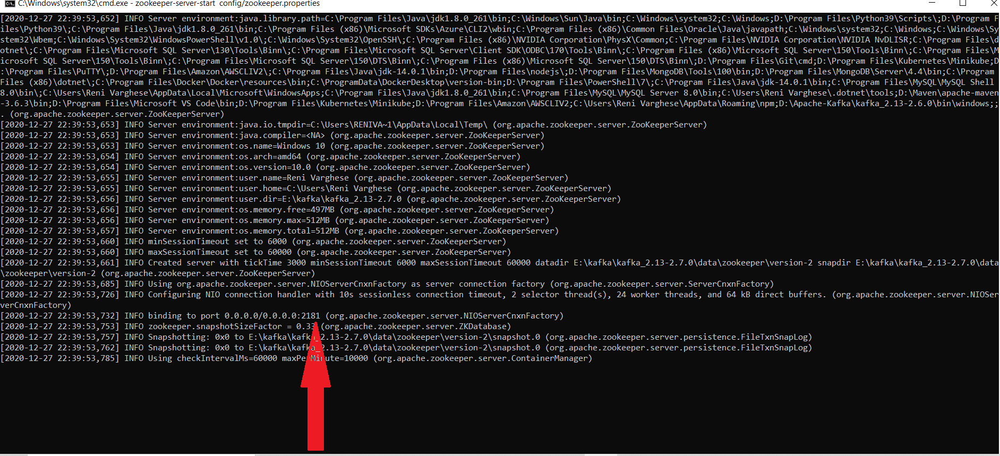 C:\Windows\system32\cmd.exe - zookeeper-server-start  config/zookeeper.properties
[2020-12-27 22:39:53,652] INFO Server environment:java.library.path=C:\Program Files\Java\jdk1.8.0_261\bin;C:\Windows\Sun\Java\bin;C:\Windows\system32;C:\Windows;D:\Program Files\Python39\Scripts\;D:\Program F
iles\Python39\;C:\Program Files\Java\jdk1.8.0_261\bin;C:\Program Files (x86)\Microsoft SDKs\Azure\CLI2\wbin;C:\Program Files (x86)\Common Files\Oracle\Java\javapath;C:\Windows\system32;C:\Windows;C:\Windows\Sy
stem32\Wbem;C:\Windows\System32\WindowsPowerShell\v1.0\;C:\Windows\System32\OpenSSH\;C:\Program Files (x86)\NVIDIA Corporation\PhysX\Common;C:\Program Files\NVIDIA Corporation\NVIDIA NvDLISR;C:\Program Files\d
otnet\;C:\Program Files\Microsoft SQL Server\130\Tools\Binn\;C:\Program Files\Microsoft SQL Server\Client SDK\ODBC\170\Tools\Binn\;C:\Program Files (x86)\Microsoft SQL Server\150\Tools\Binn\;C:\Program Files\M
icrosoft SQL Server\150\Tools\Binn\;C:\Program Files\Microsoft SQL Server\150\DTS\Binn\;C:\Program Files (x86)\Microsoft SQL Server\150\DTS\Binn\;D:\Program Files\Git\cmd;D:\Program Files\Kubernetes\Minikube;D
:\Program Files\PuTTY\;D:\Program Files\Amazon\AWSCLIV2\;C:\Program Files\Java\jdk-14.0.1\bin;D:\Program Files\nodejs\;D:\Program Files\MongoDB\Tools\100\bin;D:\Program Files\MongoDB\Server\4.4\bin;C:\Program
Files (x86)\dotnet\;C:\Program Files\Docker\Docker\resources\bin;C:\ProgramData\DockerDesktop\version-bin;D:\Program Files\PowerShell\7\;C:\Program Files\Java\jdk-14.0.1\bin;C:\Program Files\MySQL\MySQL Shell
8.0\bin\;C:\Users\Reni Varghese\AppData\Local\Microsoft\WindowsApps;C:\Program Files\Java\jdk1.8.0_261\bin;C:\Program Files\MySQL\MySQL Server 8.0\bin;C:\Users\Reni Varghese\.dotnet\tools;D:\Maven\apache-maven
-3.6.3\bin;D:\Program Files\Microsoft VS Code\bin;D:\Program Files\Kubernetes\Minikube;D:\Program Files\Amazon\AWSCLIV2;C:\Users\Reni Varghese\AppData\Roaming\npm;D:\Apache-Kafka\kafka_2.13-2.6.0\bin\windows;;
. (org.apache.zookeeper.server.ZooKeeperServer)
[2020-12-27 22:39:53,653] INFO Server environment:java.io.tmpdir=C:\Users\RENIVA~1\AppData\Local\Temp\ (org.apache.zookeeper.server.ZooKeeperServer)
[2020-12-27 22:39:53,653] INFO Server environment:java.compiler=<NA> (org.apache.zookeeper.server.ZooKeeperServer)
[2020-12-27 22:39:53,653] INFO Server environment:os.name=Windows 10 (org.apache.zookeeper.server.ZooKeeperServer)
[2020-12-27 22:39:53,654] INFO Server environment:os.arch=amd64 (org.apache.zookeeper.server.ZooKeeperServer)
[2020-12-27 22:39:53,654] INFO Server environment:os.version=10.0 (org.apache.zookeeper.server.ZooKeeperServer)
[2020-12-27 22:39:53,655] INFO Server environment:user.name=Reni Varghese (org.apache.zookeeper.server.ZooKeeperServer)
[2020-12-27 22:39:53,655] INFO Server environment:user.home=C:\Users\Reni Varghese (org.apache.zookeeper.server.ZooKeeperServer)
[2020-12-27 22:39:53,656] INFO Server environment:user.dir=E:\kafka\kafka_2.13-2.7.0 (org.apache.zookeeper.server.ZooKeeperServer)
[2020-12-27 22:39:53,656] INFO Server environment:os.memory.free=497MB (org.apache.zookeeper.server.ZooKeeperServer)
[2020-12-27 22:39:53,656] INFO Server environment:os.memory.max=512MB (org.apache.zookeeper.server.ZooKeeperServer)
[2020-12-27 22:39:53,657] INFO Server environment:os.memory.total=512MB (org.apache.zookeeper.server.ZooKeeperServer)
[2020-12-27 22:39:53,660] INFO minSessionTimeout set to 6000 (org.apache.zookeeper.server.ZooKeeperServer)
[2020-12-27 22:39:53,660] INFO maxSessionTimeout set to 60000 (org.apache.zookeeper.server.ZooKeeperServer)
[2020-12-27 22:39:53,661] INFO Created server with tickTime 3000 minSessionTimeout 6000 maxSessionTimeout 60000 datadir E:\kafka\kafka_2.13-2.7.0\data\zookeeper\version-2 snapdir E:\kafka\kafka_2.13-2.7.0\data
\zookeeper\version-2 (org.apache.zookeeper.server.ZooKeeperServer)
[2020-12-27 22:39:53,685] INFO Using org.apache.zookeeper.server.NIOServerCnxnFactory as server connection factory (org.apache.zookeeper.server.ServerCnxnFactory)
[2020-12-27 22:39:53,726] INFO Configuring NIO connection handler with 10s sessionless connection timeout, 2 selector thread(s), 24 worker threads, and 64 kB direct buffers. (org.apache.zookeeper.server.NIOSer
verCnxnFactory)
[2020-12-27 22:39:53,732] INFO binding to port 0.0.0.0/0.0.0.0:2181 (org.apache.zookeeper.server.NIOServerCnxnFactory)
[2020-12-27 22:39:53,753] INFO zookeeper.snapshotSizeFactor = 0.33 (org.apache.zookeeper.server.ZKDatabase)
[2020-12-27 22:39:53,757] INFO Snapshotting: 0x0 to E:\kafka\kafka_2.13-2.7.0\data\zookeeper\version-2\snapshot.0 (org.apache.zookeeper.server.persistence.FileTxnSnapLog)
[2020-12-27 22:39:53,762] INFO Snapshotting: 0x0 to E:\kafka\kafka_2.13-2.7.0\data\zookeeper\version-2\snapshot.0 (org.apache.zookeeper.server.persistence.FileTxnSnapLog)
[2020-12-27 22:39:53,785] INFO Using checkIntervalMs=60000 maxPerMinute=10000 (org.apache.zookeeper.server.ContainerManager)